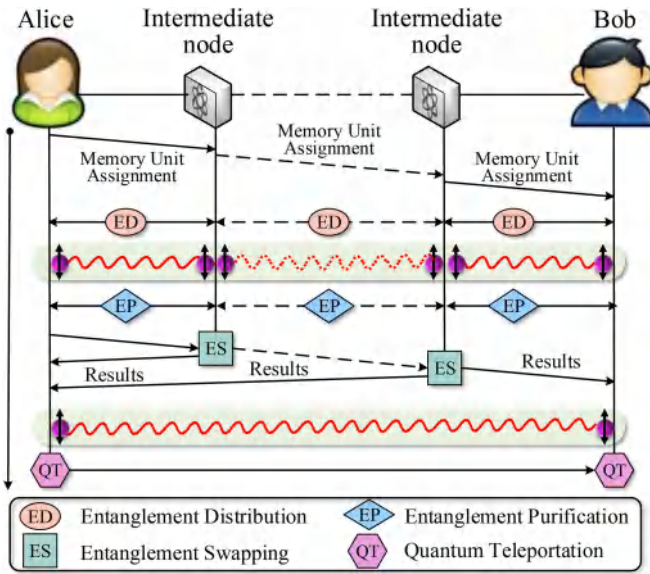 Alice
Intermediate node
Intermediate node
Bob
Memory Unit Assignment
Memory Unit Assignment
Memory Unit Assignment
ED
ED
ED
EP
EP
EP
ES
ES
Results
Results
Results
QT
QT
ED Entanglement Distribution
EP Entanglement Purification
ES Entanglement Swapping
QT Quantum Teleportation